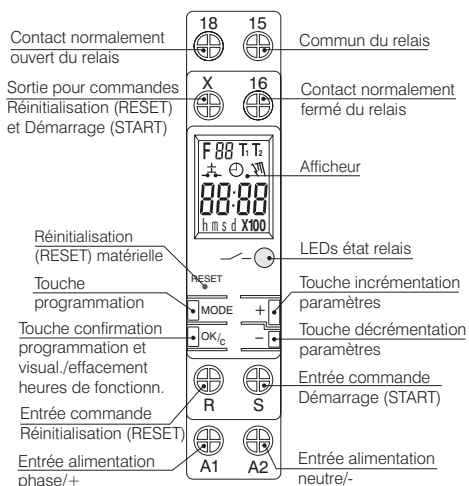 18 15
Contact normalement
ouvert du relais
Commun du relais
X 16
Sortie pour commandes
Réinitialisation (RESET)
et Démarrage (START)
Contact normalement
fermé du relais
F 88 T1 T2
Afficheur
88:88
h m s d X100
Réinitialisation
(RESET) matérielle
LEDs état relais
RESET
Touche
programmation
MODE +
Touche incrémentation
paramètres
Touche confirmation
programmation et
visual./effacement
heures de fonctionn.
OK/c -
Touche décrémentation
paramètres
Entrée commande
Démarrage (START)
R S
Entrée commande
Réinitialisation (RESET)
Entrée alimentation
phase/+
A1 A2
Entrée alimentation
neutre/-